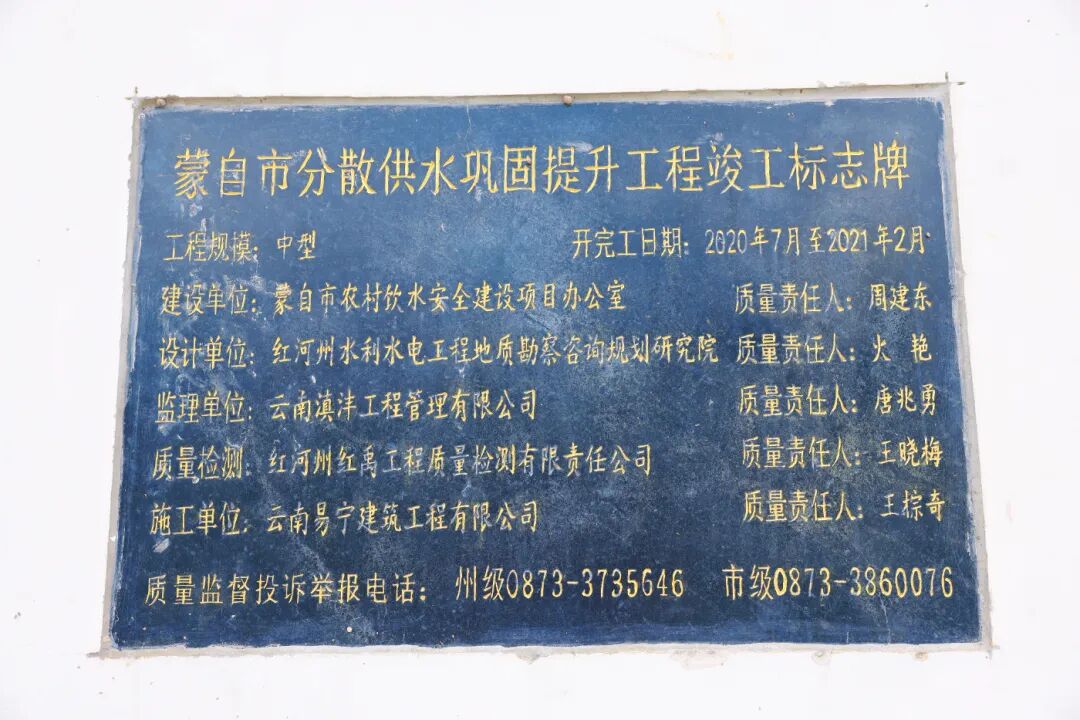 蒙自市分散供水巩固提升工程竣工标志牌
工程规模：中型 开完工日期：2020年7月至2021年2月
建设单位：蒙自市农村饮水安全建设项目办公室 质量责任人：周建东
设计单位：红河州水利水电工程地质勘察咨询规划研究院 质量责任人：火艳
监理单位：云南滇沣工程管理有限公司 质量责任人：唐兆勇
质量检测：红河州红禹工程质量检测有限责任公司 质量责任人：王晓梅
施工单位：云南易宁建筑工程有限公司 质量责任人：王棕奇
质量监督投诉举报电话：州级0873-3735646 市级0873-3860076